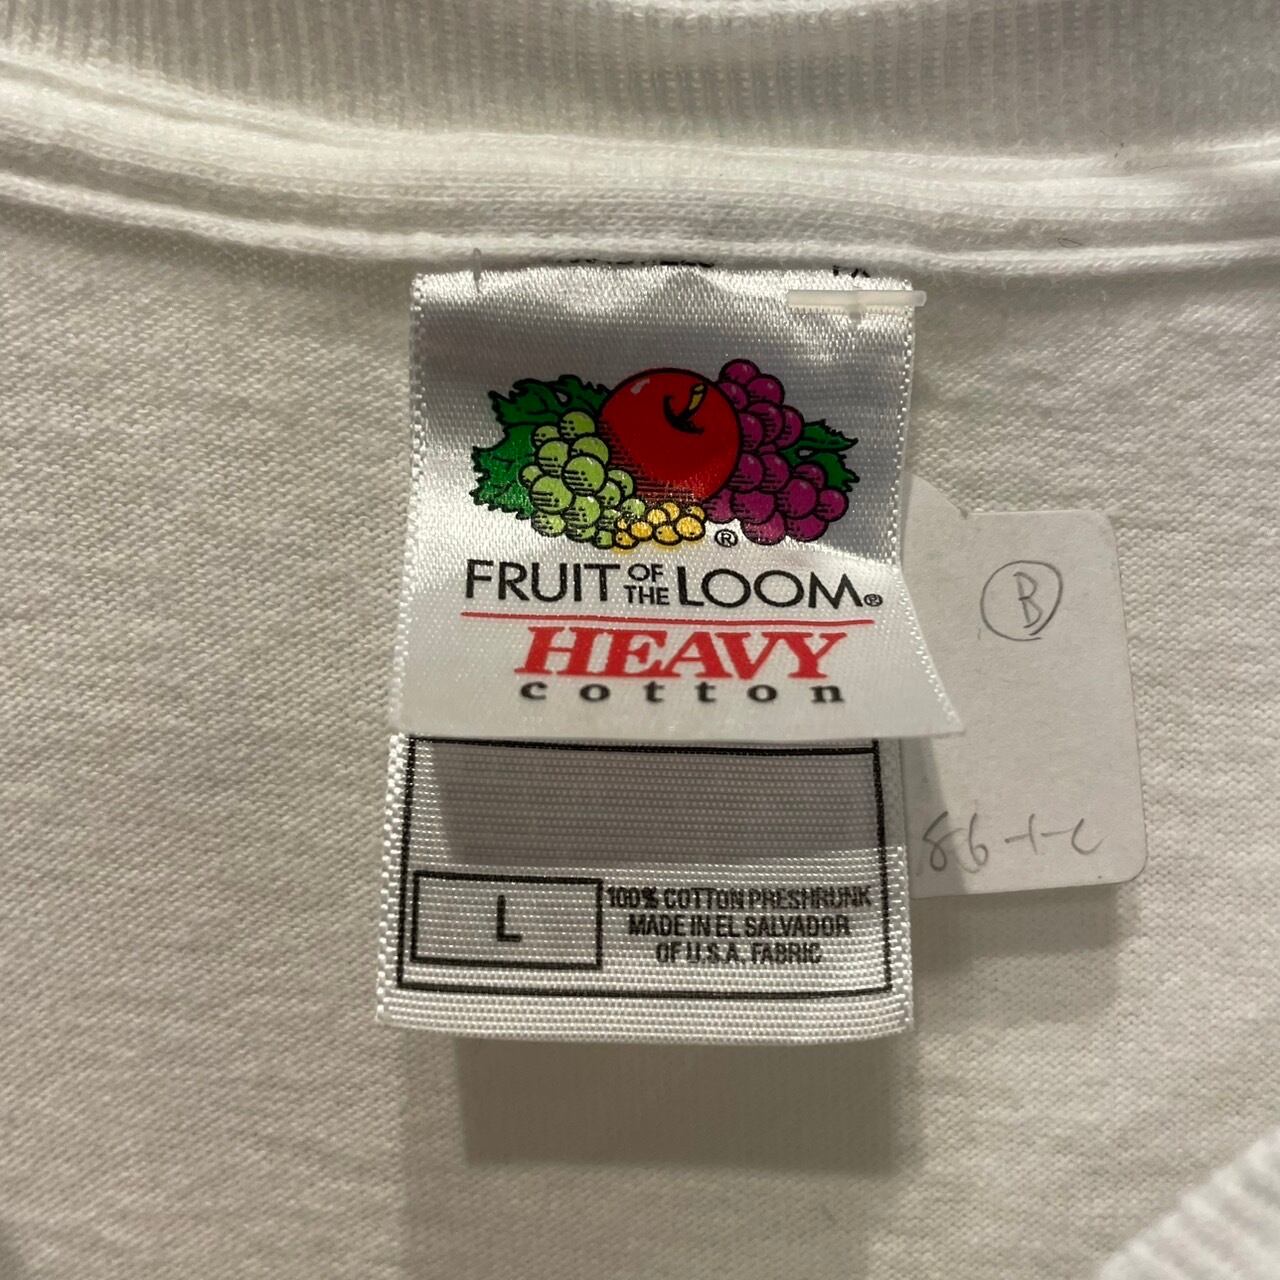 ®
FRUIT OF THE LOOM®
HEAVY
cotton
B
L
100% COTTON PRESHRUNK
MADE IN EL SALVADOR
OF U.S.A. FABRIC